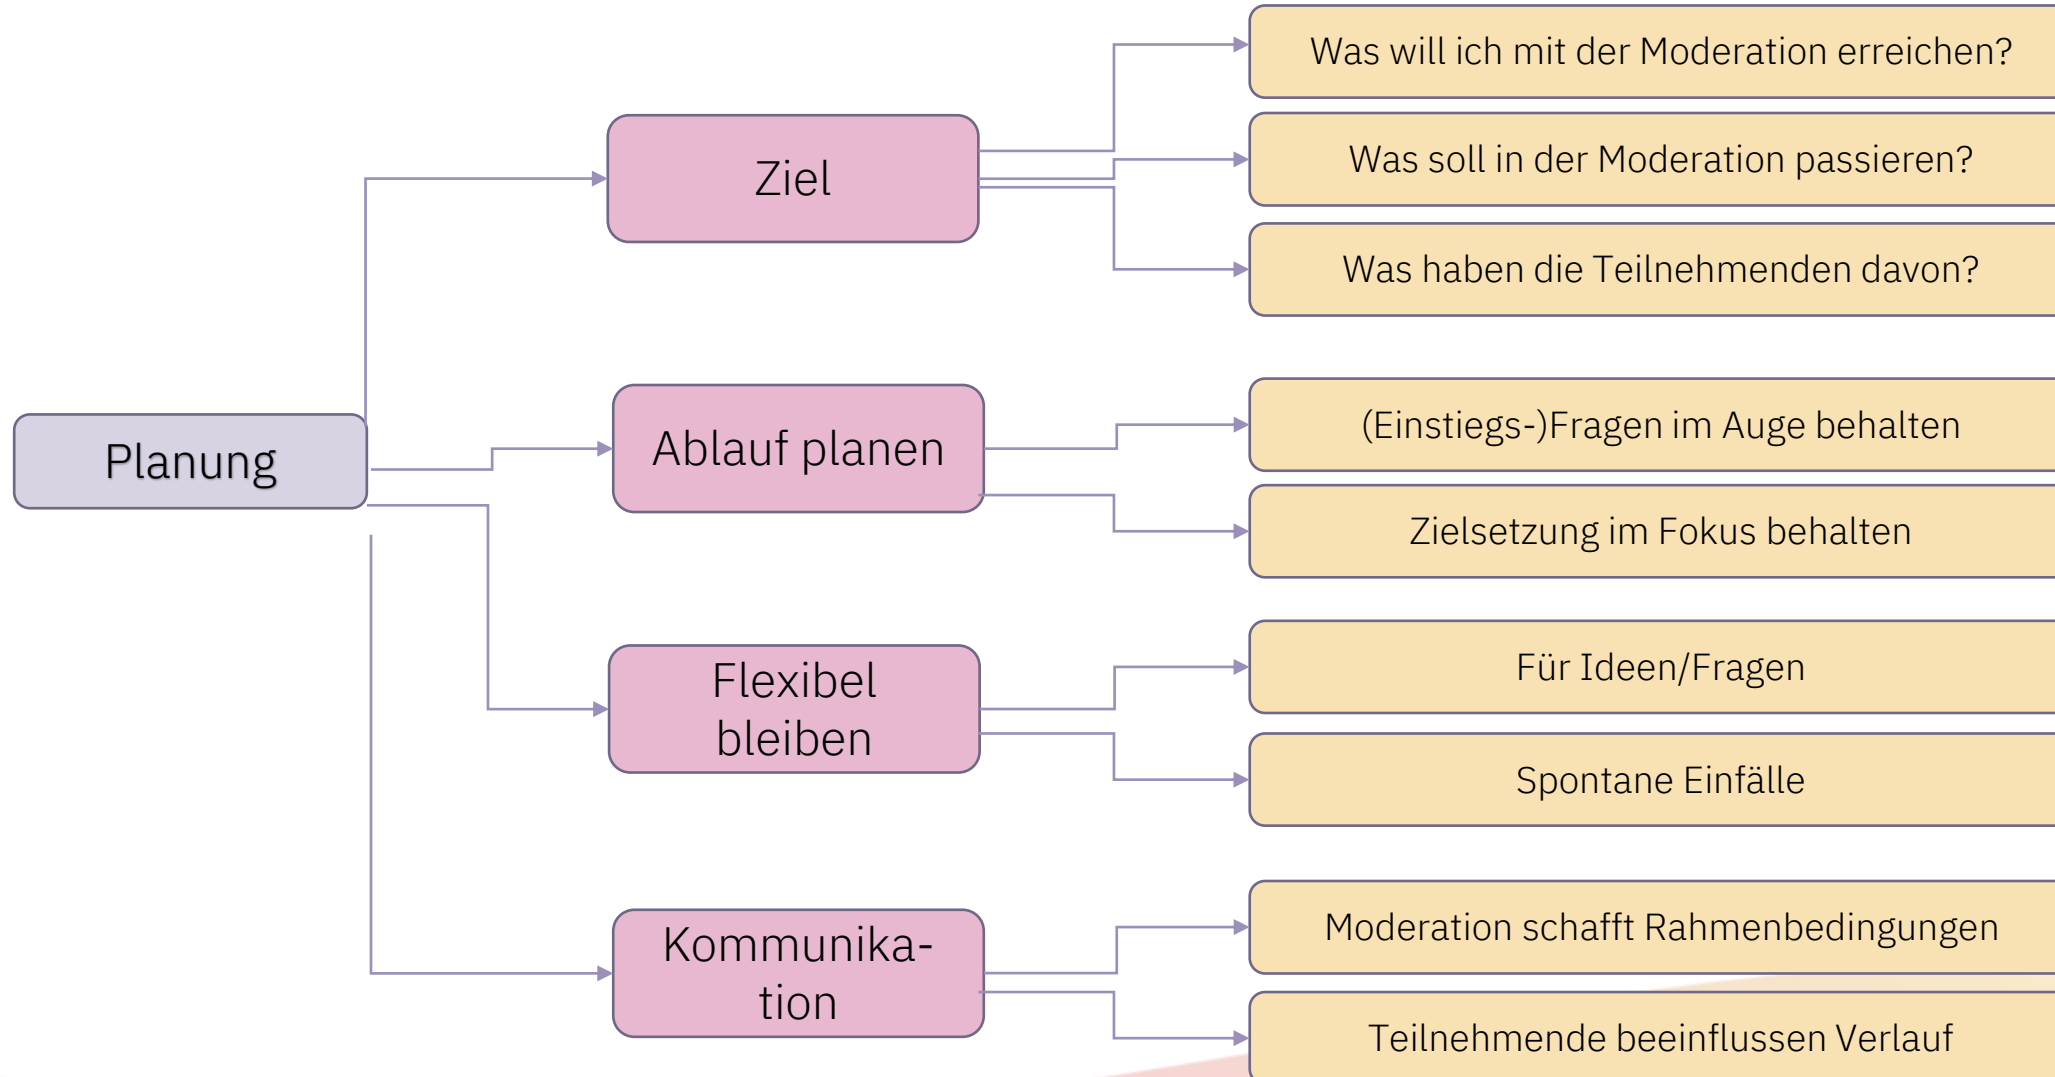 Planung
Ziel
Was will ich mit der Moderation erreichen?
Was soll in der Moderation passieren?
Was haben die Teilnehmenden davon?
Ablauf planen
(Einstiegs-)Fragen im Auge behalten
Zielsetzung im Fokus behalten
Flexibel
bleiben
Für Ideen/Fragen
Spontane Einfälle
Kommunika-
tion
Moderation schafft Rahmenbedingungen
Teilnehmende beeinflussen Verlauf